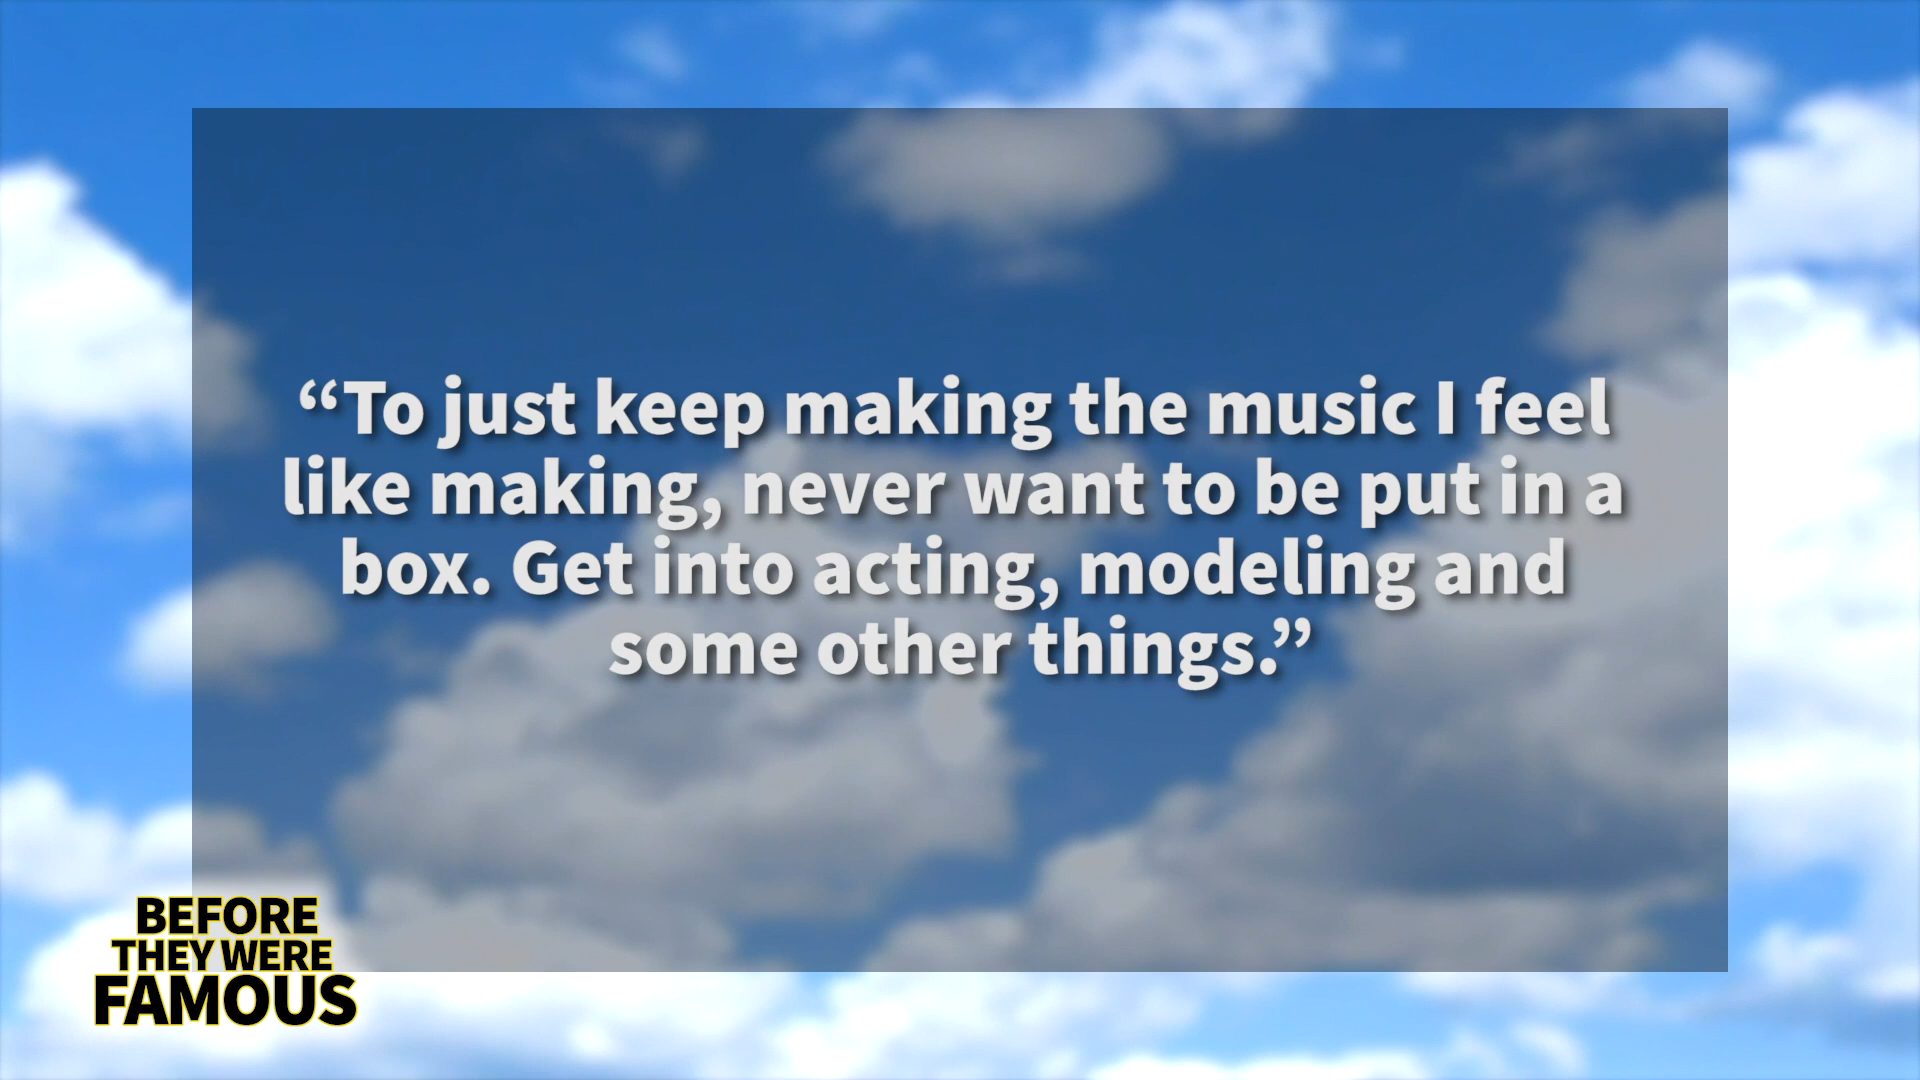 “To just keep making the music I feel
like making, never want to be put in a
box. Get into acting, modeling and
some other things.”
BEFORE
THEY WERE
FAMOUS